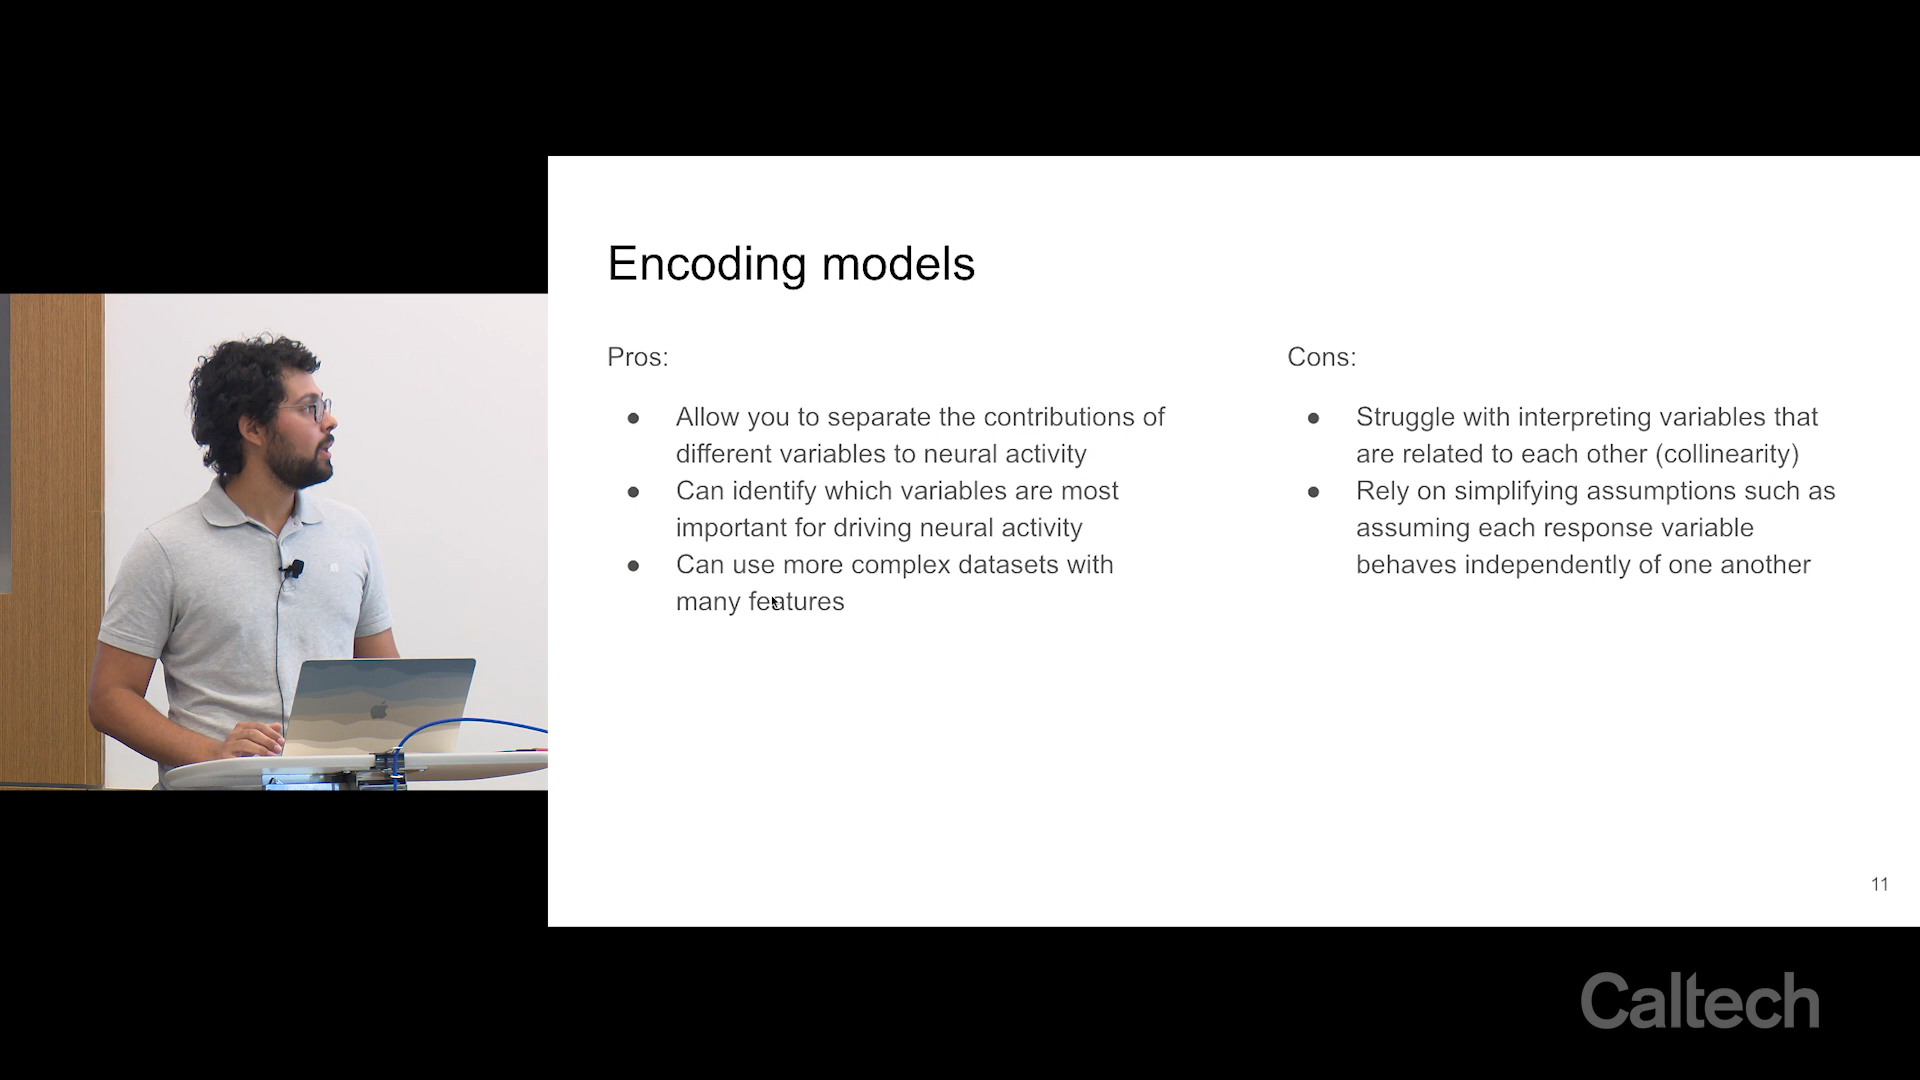 Encoding models
Pros:
● Allow you to separate the contributions of
different variables to neural activity
● Can identify which variables are most
important for driving neural activity
● Can use more complex datasets with
many features
Cons:
● Struggle with interpreting variables that
are related to each other (collinearity)
● Rely on simplifying assumptions such as
assuming each response variable
behaves independently of one another
11
Caltech